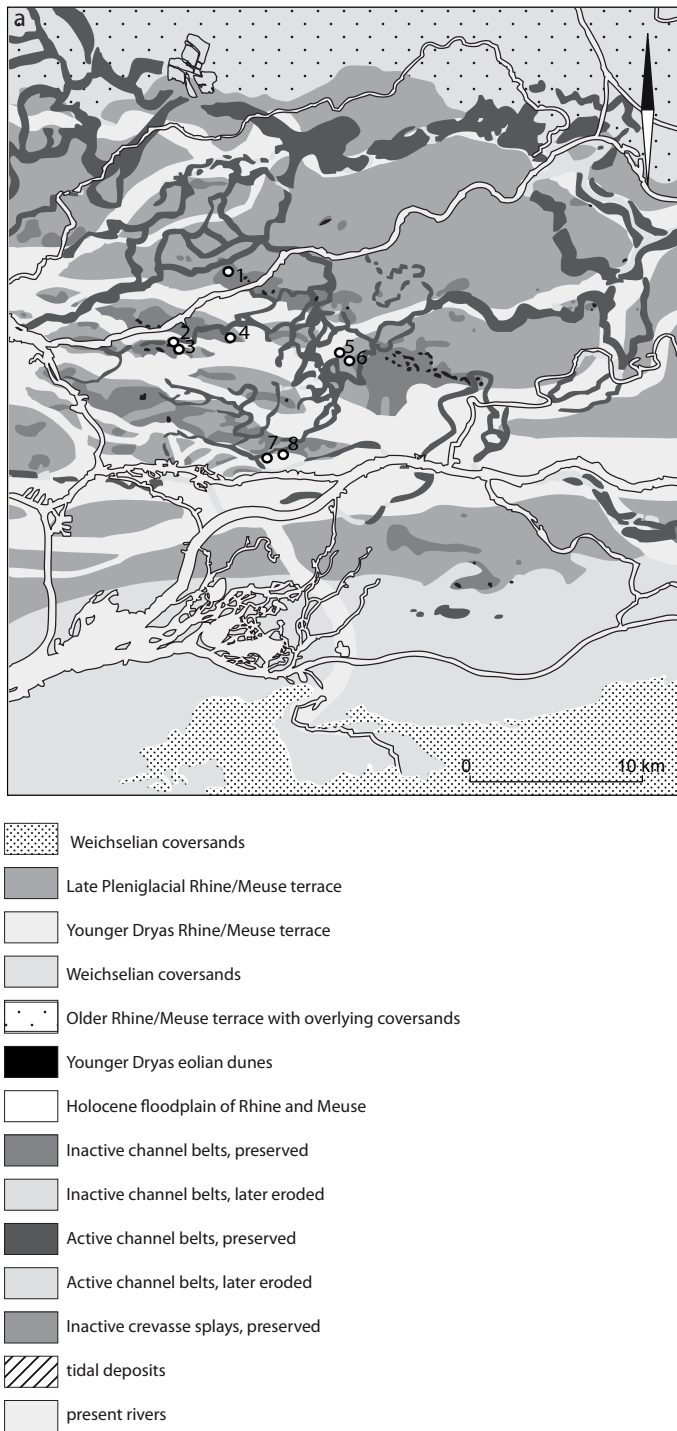 a
1
2
3
4
5
6
7
8
0 10 km
Weichselian coversands
Late Pleniglacial Rhine/Meuse terrace
Younger Dryas Rhine/Meuse terrace
Weichselian coversands
Older Rhine/Meuse terrace with overlying coversands
Younger Dryas eolian dunes
Holocene floodplain of Rhine and Meuse
Inactive channel belts, preserved
Inactive channel belts, later eroded
Active channel belts, preserved
Active channel belts, later eroded
Inactive crevasse splays, preserved
tidal deposits
present rivers